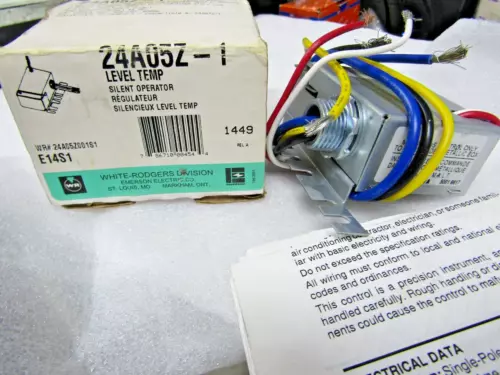 24A05Z-1
LEVEL TEMP
SILENT OPERATOR
RÉGULATEUR
SILENCIEUX LEVEL TEMP
WR# 24A05Z001S1
E14S1
1449
WR
WHITE-RODGERS DIVISION
EMERSON ELECTRIC CO.
ST. LOUIS, MO MARKHAM, ONT.
air conditioning contractor, electrician, or someone
iar with basic electricity and wiring.
Do not exceed the specification ratings.
All wiring must conform to local and national
codes and ordinances.
This control is a precision instrument, and
handled carefully. Rough handling or
nents could cause the control to
ELECTRICAL DATA
Single-Pole